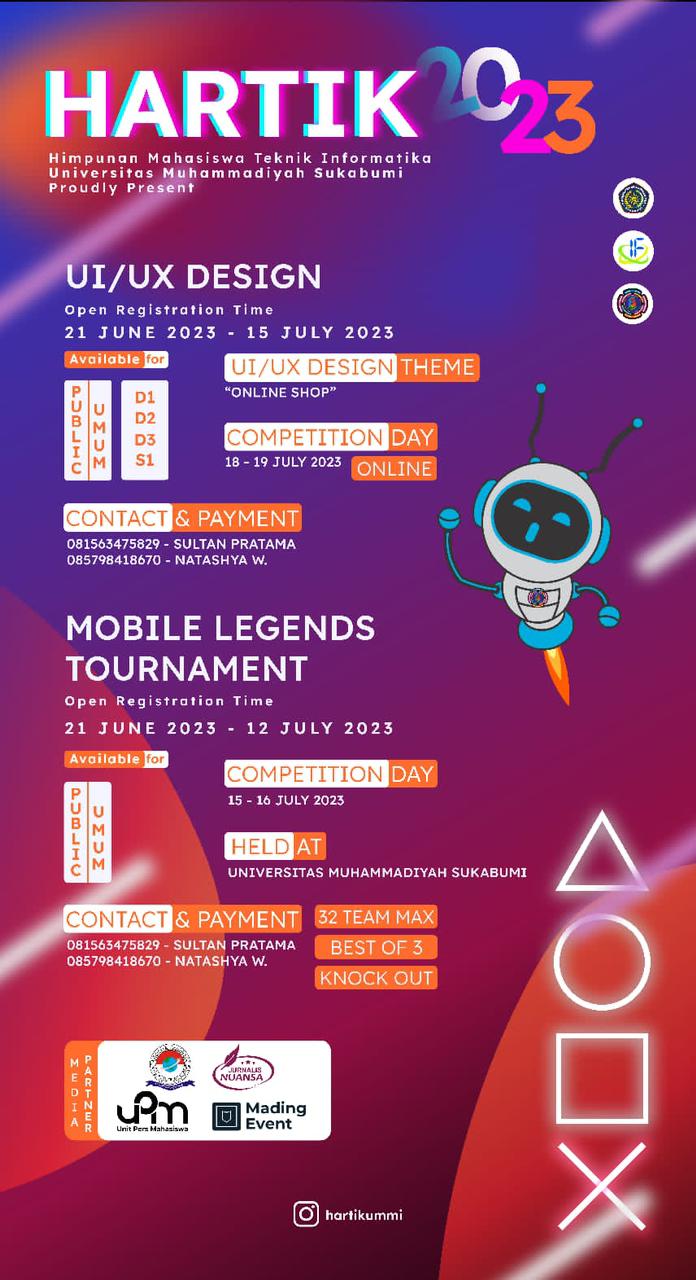 HARTIK 2023
Himpunan Mahasiswa Teknik Informatika
Universitas Muhammadiyah Sukabumi
Proudly Present
IF
UI/UX DESIGN
Open Registration Time
21 JUNE 2023 - 15 JULY 2023
Available for
PUBLIC UMUM
D1
D2
D3
S1
UI/UX DESIGN THEME
“ONLINE SHOP”
COMPETITION DAY
18 - 19 JULY 2023 ONLINE
CONTACT & PAYMENT
081563475829 - SULTAN PRATAMA
085798418670 - NATASHYA W.
MOBILE LEGENDS
TOURNAMENT
Open Registration Time
21 JUNE 2023 - 12 JULY 2023
Available for
PUBLIC UMUM
COMPETITION DAY
15 - 16 JULY 2023
HELD AT
UNIVERSITAS MUHAMMADIYAH SUKABUMI
CONTACT & PAYMENT
081563475829 - SULTAN PRATAMA
085798418670 - NATASHYA W.
32 TEAM MAX
BEST OF 3
KNOCK OUT
MEDIA PARTNER
JURNALIS
NUANSA
upm
Unit Pers Mahasiswa
Mading
Event
hartikummi